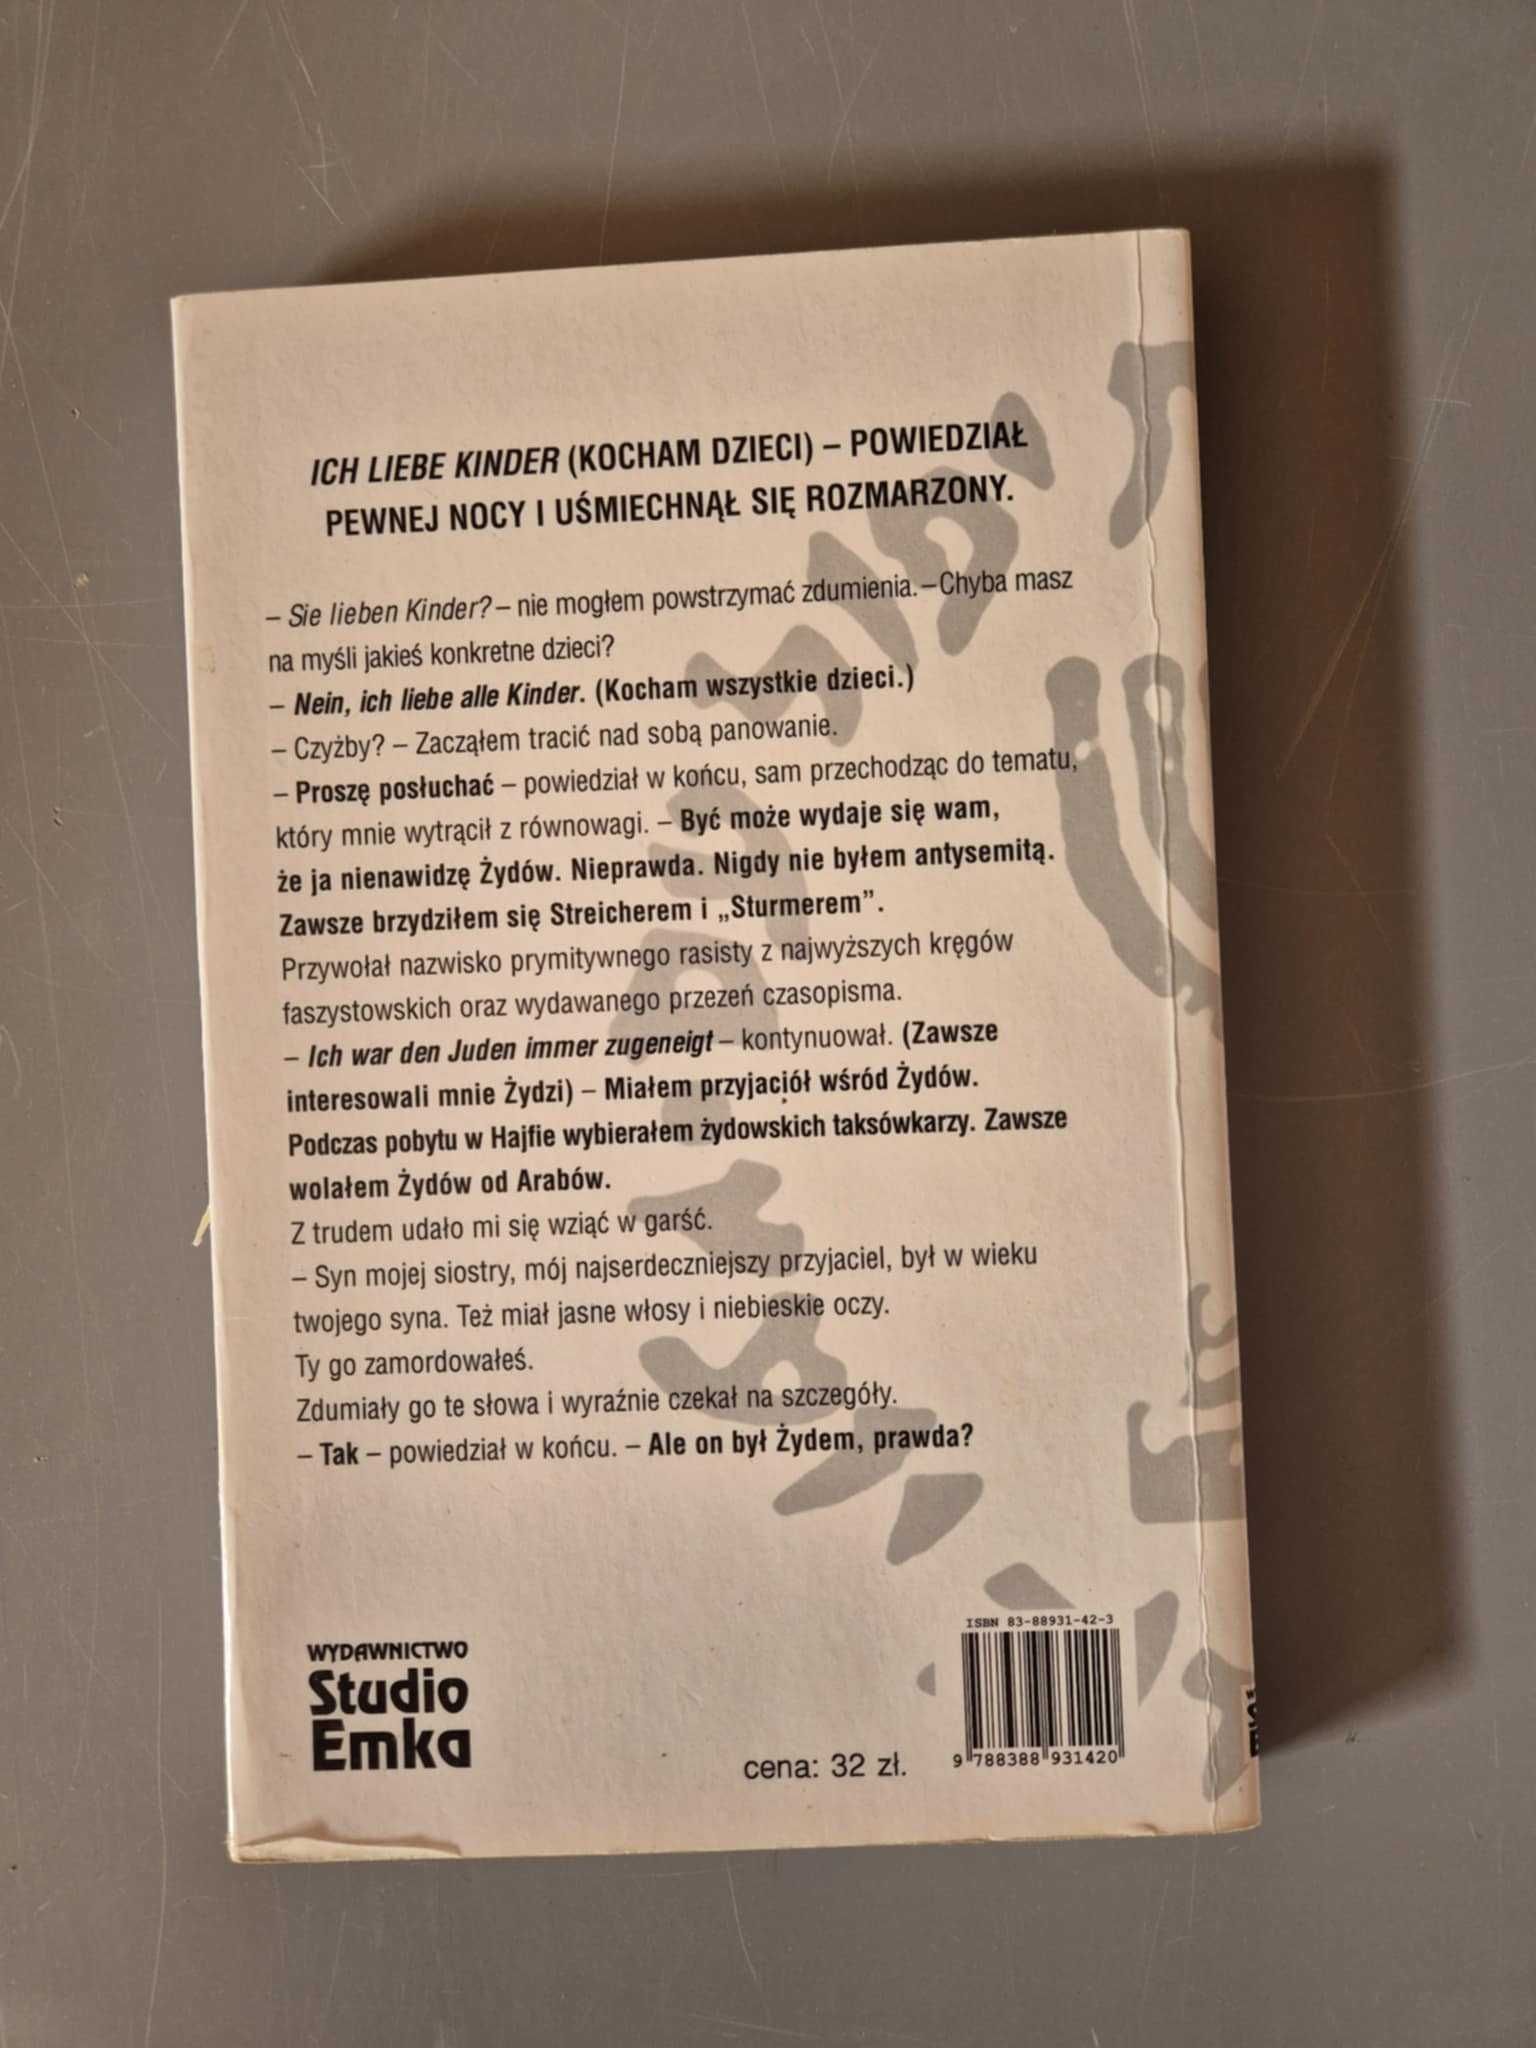 ICH LIEBE KINDER (KOCHAM DZIECI) – POWIEDZIAŁ
PEWNEJ NOCY I UŚMIECHNĄŁ SIĘ ROZMARZONY.
– Sie lieben Kinder? – nie mogłem powstrzymać zdumienia. – Chyba masz
na myśli jakieś konkretne dzieci?
– Nein, ich liebe alle Kinder. (Kocham wszystkie dzieci.)
– Czyżby? – Zacząłem tracić nad sobą panowanie.
– Proszę posłuchać – powiedział w końcu, sam przechodząc do tematu,
który mnie wytrącił z równowagi. – Być może wydaje się wam,
że ja nienawidzę Żydów. Nieprawda. Nigdy nie byłem antysemitą.
Zawsze brzydziłem się Streicherem i „Sturmerem”.
Przywołał nazwisko prymitywnego rasisty z najwyższych kręgów
faszystowskich oraz wydawanego przezeń czasopisma.
– Ich war den Juden immer zugeneigt – kontynuował. (Zawsze
interesowali mnie Żydzi) – Miałem przyjaciół wśród Żydów.
Podczas pobytu w Hajfie wybierałem żydowskich taksówkarzy. Zawsze
wolałem Żydów od Arabów.
Z trudem udało mi się wziąć w garść.
– Syn mojej siostry, mój najserdeczniejszy przyjaciel, był w wieku
twojego syna. Też miał jasne włosy i niebieskie oczy.
Ty go zamordowałeś.
Zdumiały go te słowa i wyraźnie czekał na szczegóły.
– Tak – powiedział w końcu. – Ale on był Żydem, prawda?
WYDAWNICTWO
Studio
Emka
cena: 32 zł.
ISBN 83-88931-42-3
9 788388 931420